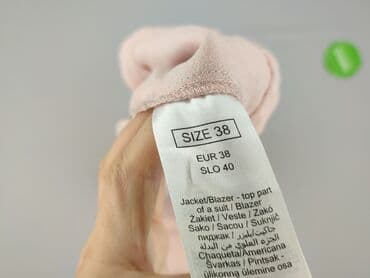 SIZE 38
EUR 38
SLO 40
Jacket/Blazer - top part
of a suit / Blazer
Żakiet / Veste / Zakó
Sako / Sacou / Suknjič
пиджак / جاكيت/بليزر
الجزء العلوي من البدلة
Chaqueta/Americana
Švarkas / Pintsak -
ülikonna ülemine osa